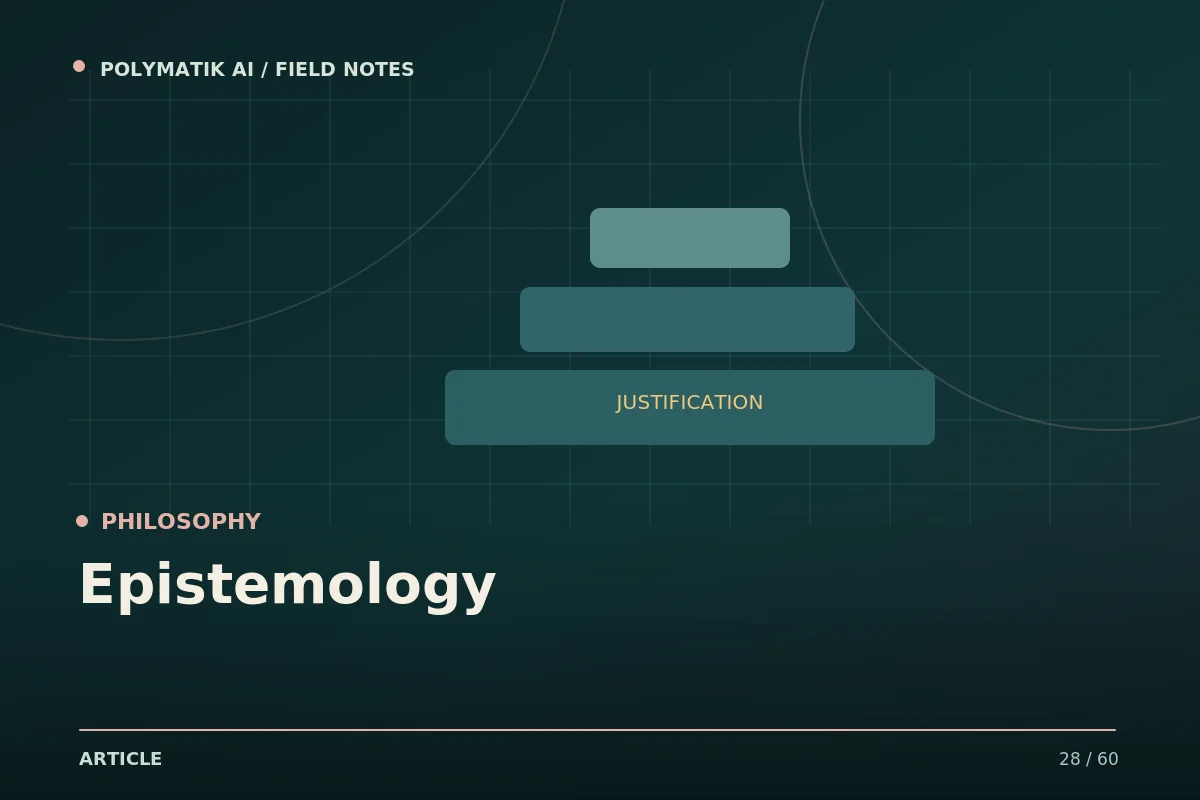 POLYMATIK AI / FIELD NOTES
JUSTIFICATION
PHILOSOPHY
Epistemology
ARTICLE
28 / 60